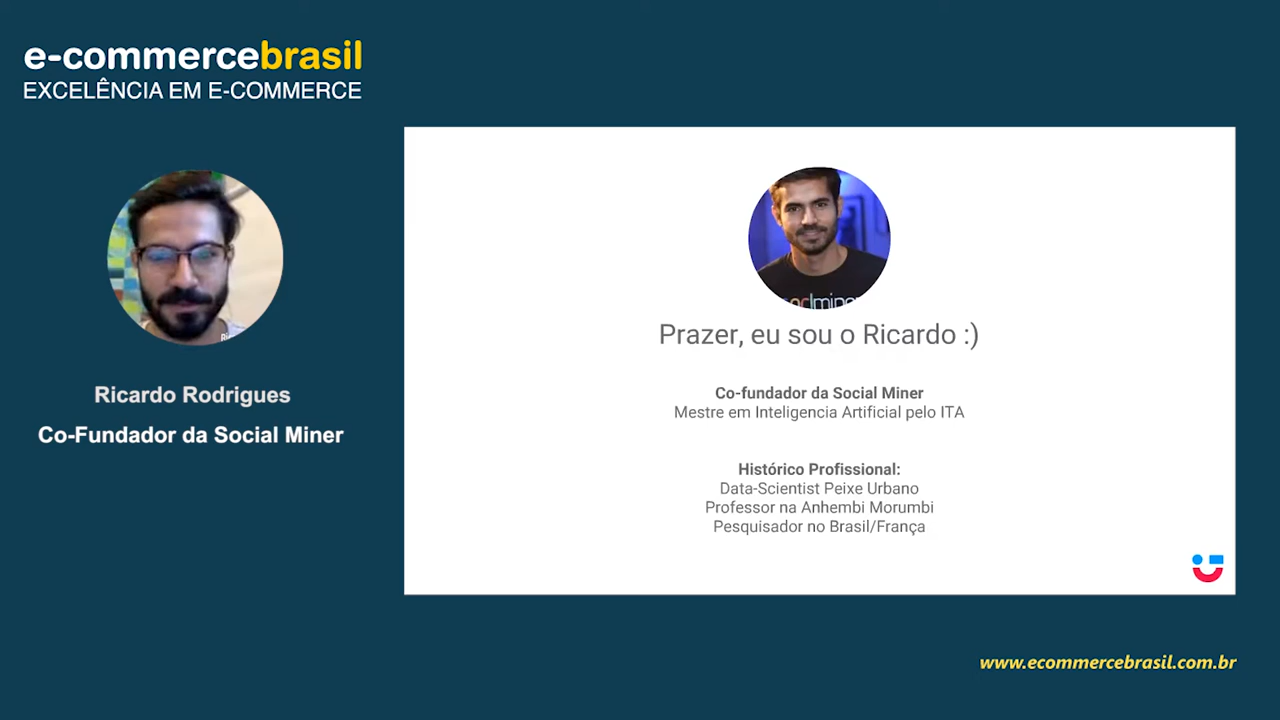 e-commercebrasil
EXCELÊNCIA EM E-COMMERCE
Ricardo Rodrigues
Co-Fundador da Social Miner
Prazer, eu sou o Ricardo :)
Co-fundador da Social Miner
Mestre em Inteligencia Artificial pelo ITA
Histórico Profissional:
Data-Scientist Peixe Urbano
Professor na Anhembi Morumbi
Pesquisador no Brasil/França
www.ecommercebrasil.com.br